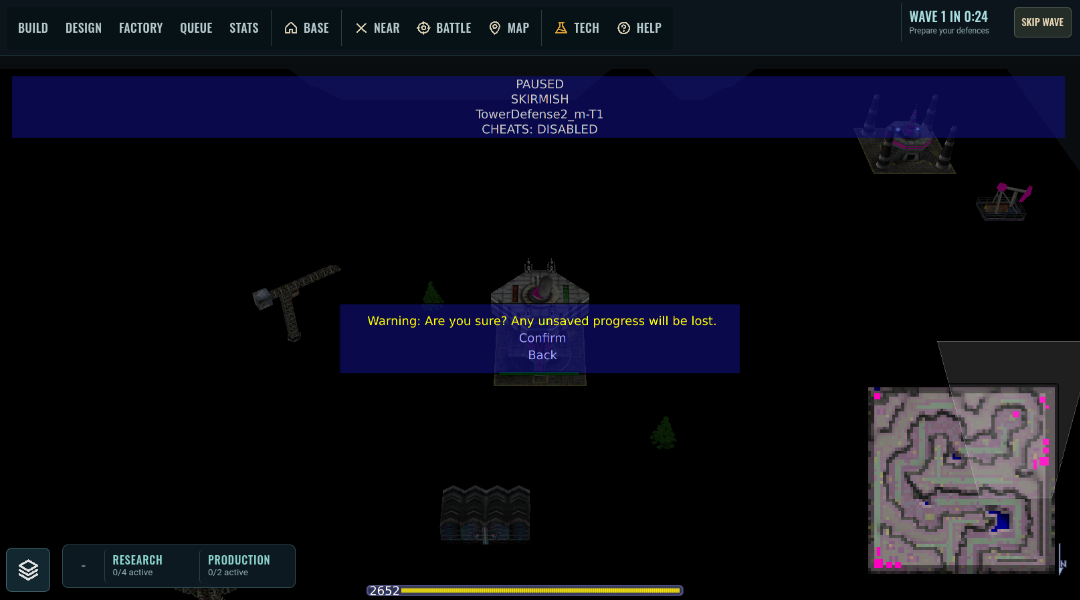 BUILD DESIGN FACTORY QUEUE STATS BASE NEAR BATTLE MAP TECH HELP
WAVE 1 IN 0:24
Prepare your defences
SKIP WAVE
PAUSED
SKIRMISH
TowerDefense2_m-T1
CHEATS: DISABLED
Warning: Are you sure? Any unsaved progress will be lost.
Confirm
Back
N
- RESEARCH PRODUCTION
0/4 active 0/2 active
2652